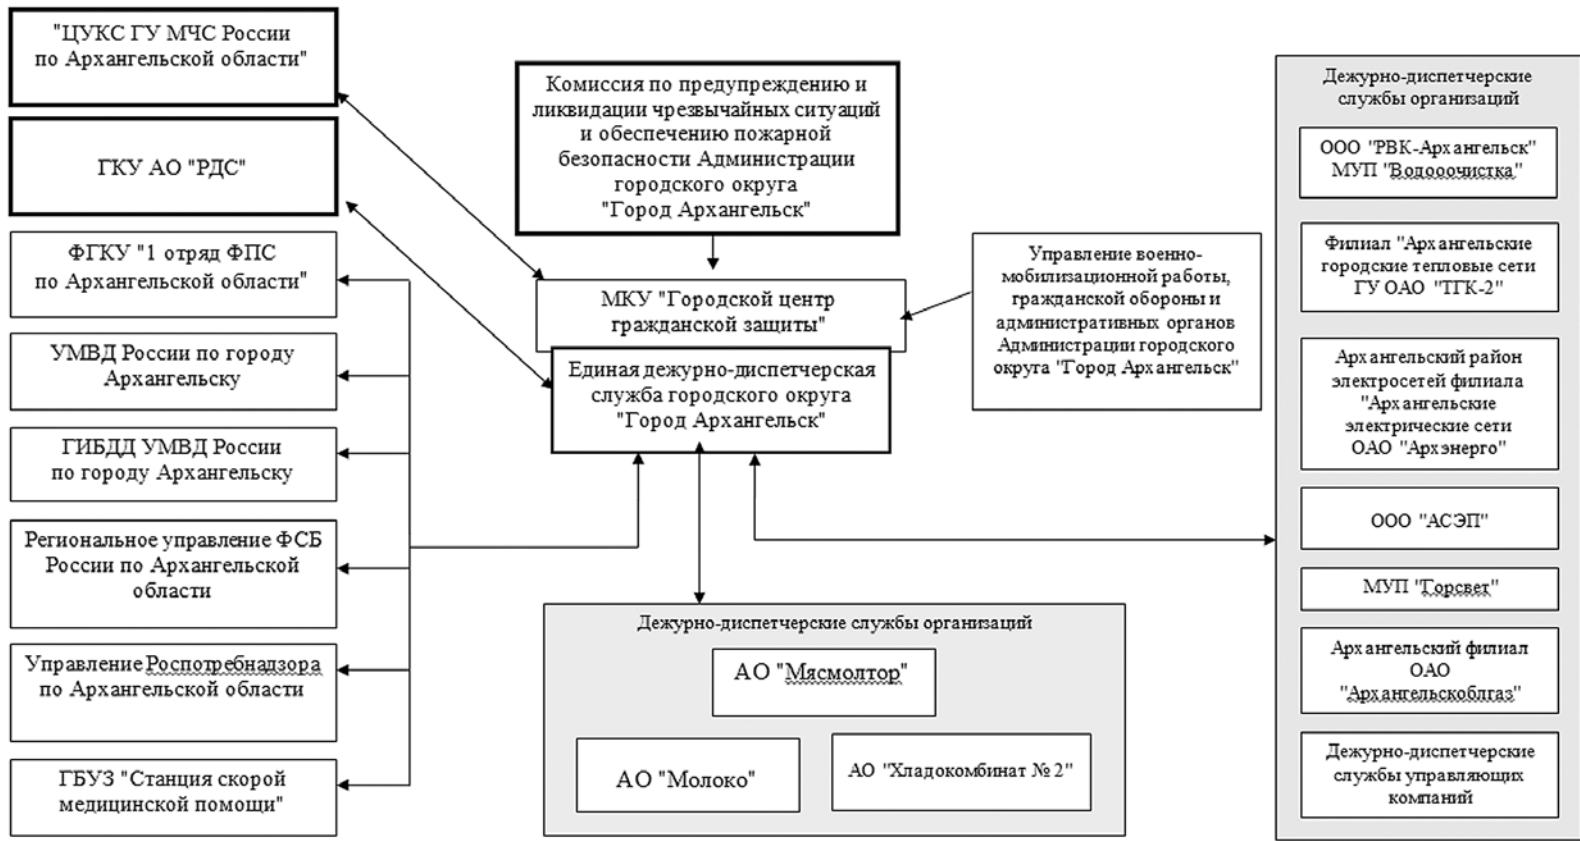 "ЦУКС ГУ МЧС России
по Архангельской области"
ГКУ АО "РДС"
ФГКУ "1 отряд ФПС
по Архангельской области"
УМВД России по городу
Архангельску
ГИБДД УМВД России
по городу Архангельску
Региональное управление ФСБ
России по Архангельской
области
Управление Роспотребнадзора
по Архангельской области
ГБУЗ "Станция скорой
медицинской помощи"
Комиссия по предупреждению и
ликвидации чрезвычайных ситуаций
и обеспечению пожарной
безопасности Администрации
городского округа
"Город Архангельск"
МКУ "Городской центр
гражданской защиты"
Единая дежурно-диспетчерская
служба городского округа
"Город Архангельск"
Управление военно-
мобилизационной работы,
гражданской обороны и
административных органов
Администрации городского
округа "Город Архангельск"
Дежурно-диспетчерские службы организаций
АО "Мясмолтор"
АО "Молоко"
АО "Хладокомбинат № 2"
Дежурно-диспетчерские
службы организаций
ООО "РВК-Архангельск"
МУП "Водооочистка"
Филиал "Архангельские
городские тепловые сети
ГУ ОАО "ТГК-2"
Архангельский район
электросетей филиала
"Архангельские
электрические сети
ОАО "Архэнерго"
ООО "АСЭП"
МУП "Горсвет"
Архангельский филиал
ОАО
"Архангельскоблгаз"
Дежурно-диспетчерские
службы управляющих
компаний